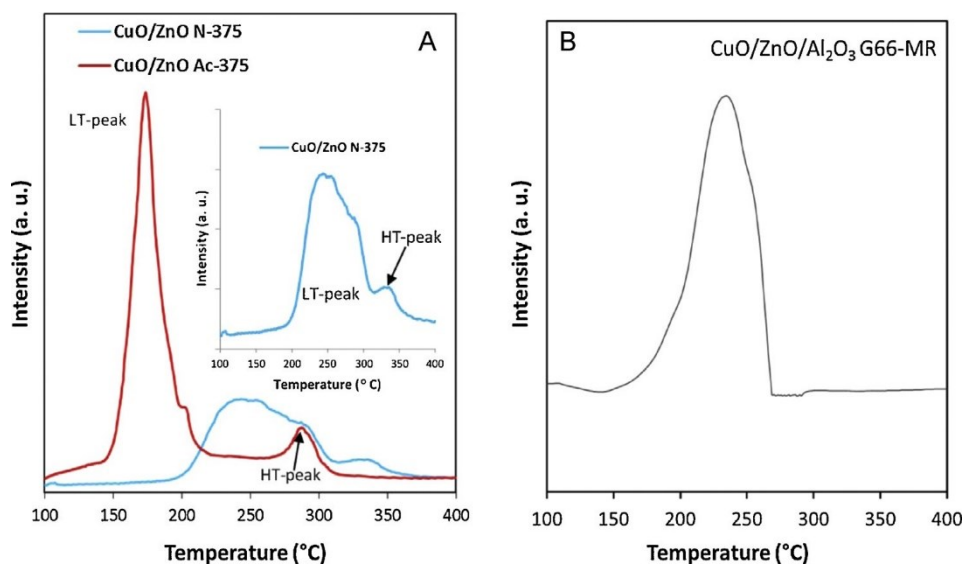 CuO/ZnO N-375
CuO/ZnO Ac-375
A
LT-peak
CuO/ZnO N-375
HT-peak
LT-peak
Intensity (a. u.)
100 150 200 250 300 350 400
Temperature (° C)
HT-peak
Intensity (a. u.)
100 150 200 250 300 350 400
Temperature (°C)
B
CuO/ZnO/Al₂O₃ G66-MR
Intensity (a. u.)
100 150 200 250 300 350 400
Temperature (°C)